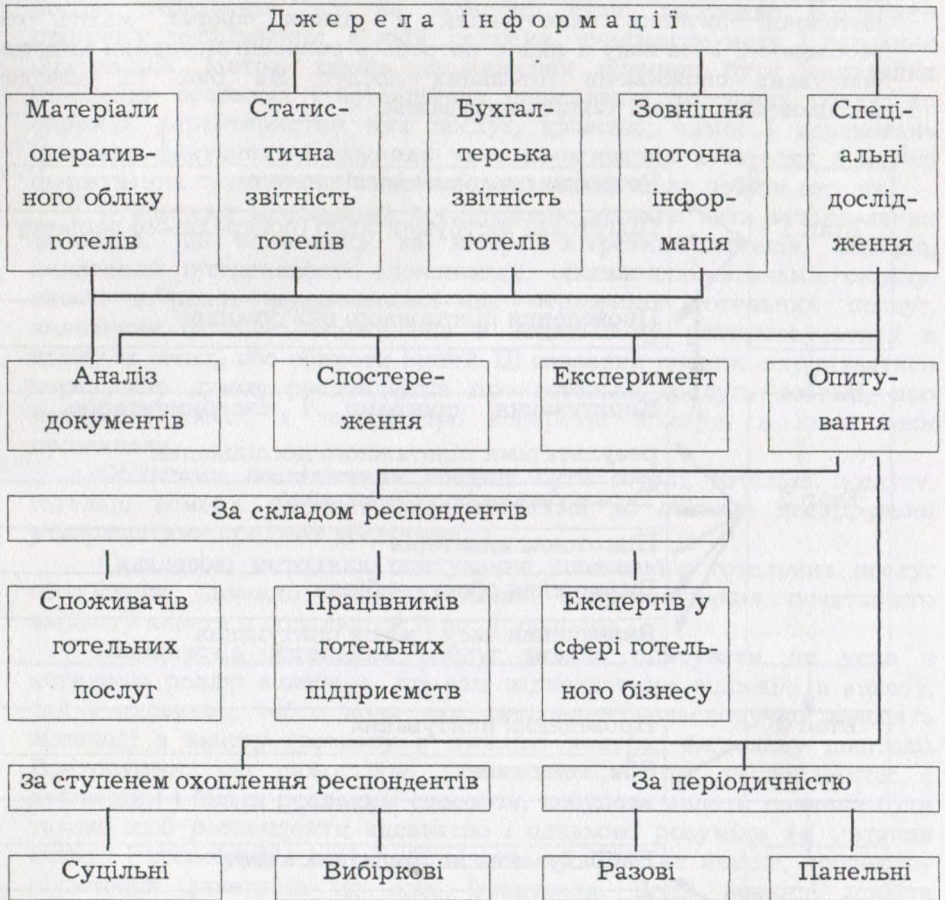 Джерела інформації
Матеріали
оператив-
ного обліку
готелів
Статис-
тична
звітність
готелів
Бухгал-
терська
звітність
готелів
Зовнішня
поточна
інфор-
мація
Спеці-
альні
дослід-
ження
Аналіз
документів
Спостере-
ження
Експеримент
Опиту-
вання
За складом респондентів
Споживачів
готельних
послуг
Працівників
готельних
підприємств
Експертів у
сфері готель-
ного бізнесу
За ступенем охоплення респондентів
За періодичністю
Суцільні
Вибіркові
Разові
Панельні